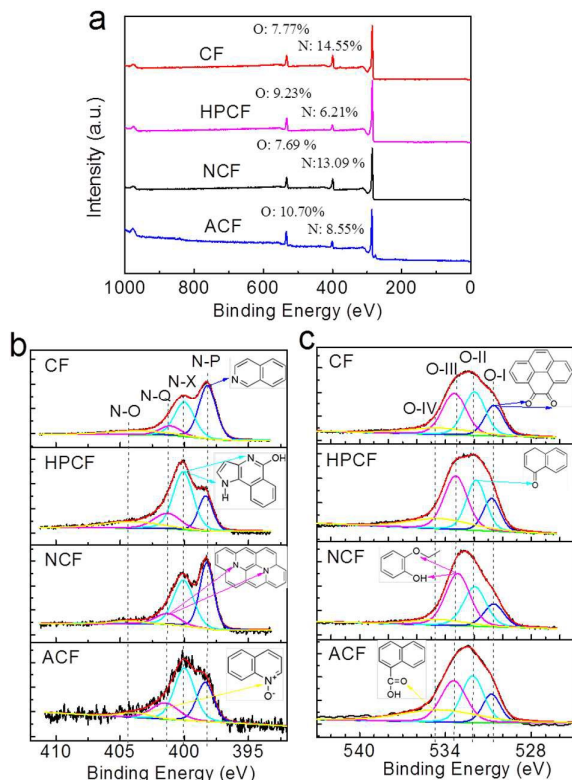 a
O: 7.77%
N: 14.55%
CF
O: 9.23%
N: 6.21%
HPCF
O: 7.69 %
N:13.09 %
NCF
O: 10.70%
N: 8.55%
ACF
Intensity (a.u.)
1000 800 600 400 200 0
Binding Energy (eV)
b
CF
N-O
N-Q
N-X
N-P
N
HPCF
N
OH
N
H
NCF
N
N
ACF
N+
O-
410 405 400 395
Binding Energy (eV)
c
CF
O-IV
O-III
O-II
O-I
O O
HPCF
O
NCF
O
OH
ACF
C=O
OH
540 534 528
Binding Energy (eV)